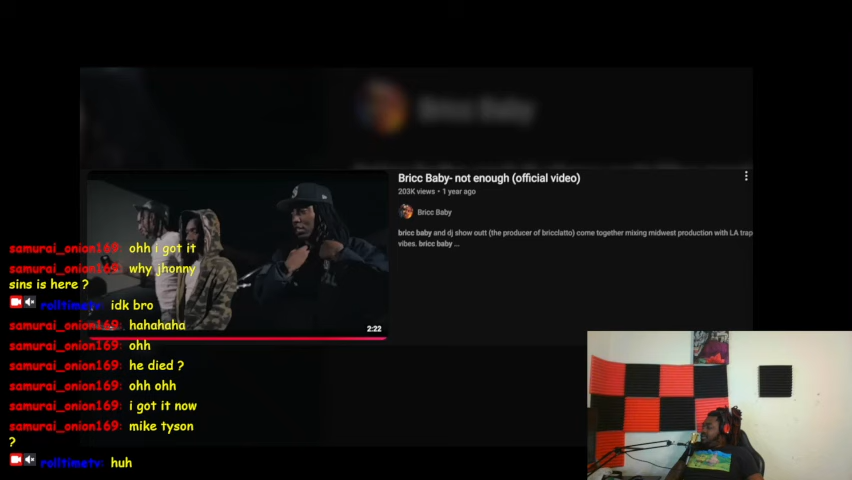 Bricc Baby
Bricc Baby- not enough (official video)
203K views • 1 year ago
Bricc Baby
bricc baby and dj show outt (the producer of bricclatto) come together mixing midwest production with LA trap
vibes. bricc baby ...
2:22
samurai_onion169: ohh i got it
samurai_onion169: why jhonny
sins is here ?
rolltimetv: idk bro
samurai_onion169: hahahaha
samurai_onion169: ohh
samurai_onion169: he died ?
samurai_onion169: ohh ohh
samurai_onion169: i got it now
samurai_onion169: mike tyson
?
rolltimetv: huh